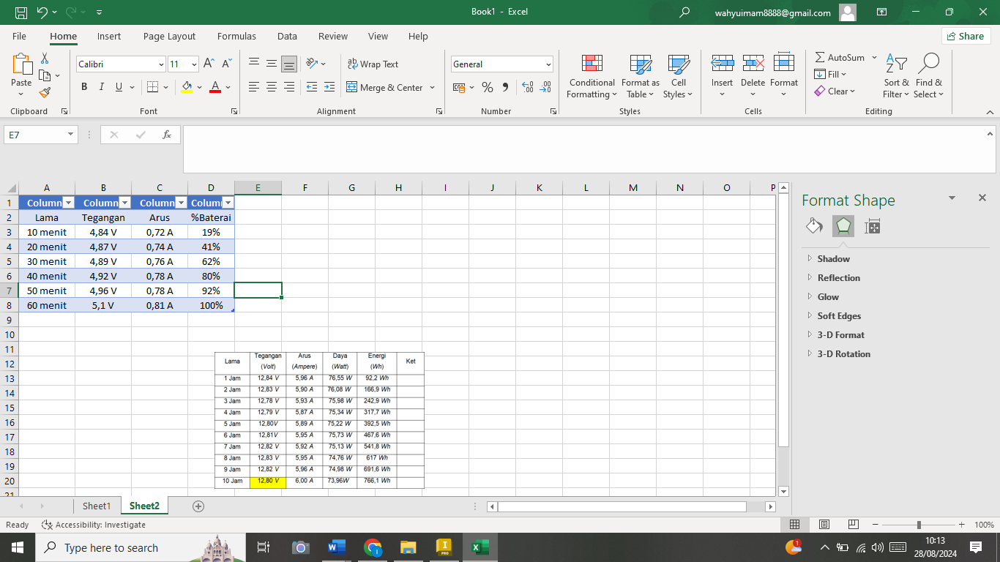 Book1 - Excel
wahyuimam8888@gmail.com
File Home Insert Page Layout Formulas Data Review View Help
Share
Paste
Clipboard
Calibri 11
B I U
Font
Wrap Text
Merge & Center
Alignment
General
Number
Conditional Formatting
Format as Table
Cell Styles
Styles
Insert Delete Format
Cells
AutoSum
Fill
Clear
Sort & Filter
Find & Select
Editing
E7
fx
A B C D E F G H I J K L M N O P
1 Column Column Column Colum
2 Lama Tegangan Arus %Baterai
3 10 menit 4,84 V 0,72 A 19%
4 20 menit 4,87 V 0,74 A 41%
5 30 menit 4,89 V 0,76 A 62%
6 40 menit 4,92 V 0,78 A 80%
7 50 menit 4,96 V 0,78 A 92%
8 60 menit 5,1 V 0,81 A 100%
9
10
11
12
13
14
15
16
17
18
19
20
21
Lama Tegangan (Volt) Arus (Ampere) Daya (Watt) Energi (Wh) Ket
1 Jam 12,84 V 5,96 A 76,55 W 92,2 Wh
2 Jam 12,83 V 5,90 A 76,08 W 166,9 Wh
3 Jam 12,78 V 5,93 A 75,98 W 242,9 Wh
4 Jam 12,79 V 5,87 A 75,34 W 317,7 Wh
5 Jam 12,80V 5,89 A 75,22 W 392,5 Wh
6 Jam 12,81V 5,95 A 75,73 W 467,6 Wh
7 Jam 12,82 V 5,92 A 75,13 W 541,8 Wh
8 Jam 12,83 V 5,95 A 74,76 W 617 Wh
9 Jam 12,82 V 5,96 A 74,98 W 691,6 Wh
10 Jam 12,80 V 6,00 A 73,96W 766,1 Wh
Format Shape
Shadow
Reflection
Glow
Soft Edges
3-D Format
3-D Rotation
Sheet1 Sheet2
Ready Accessibility: Investigate
100%
Type here to search
10:13
28/08/2024